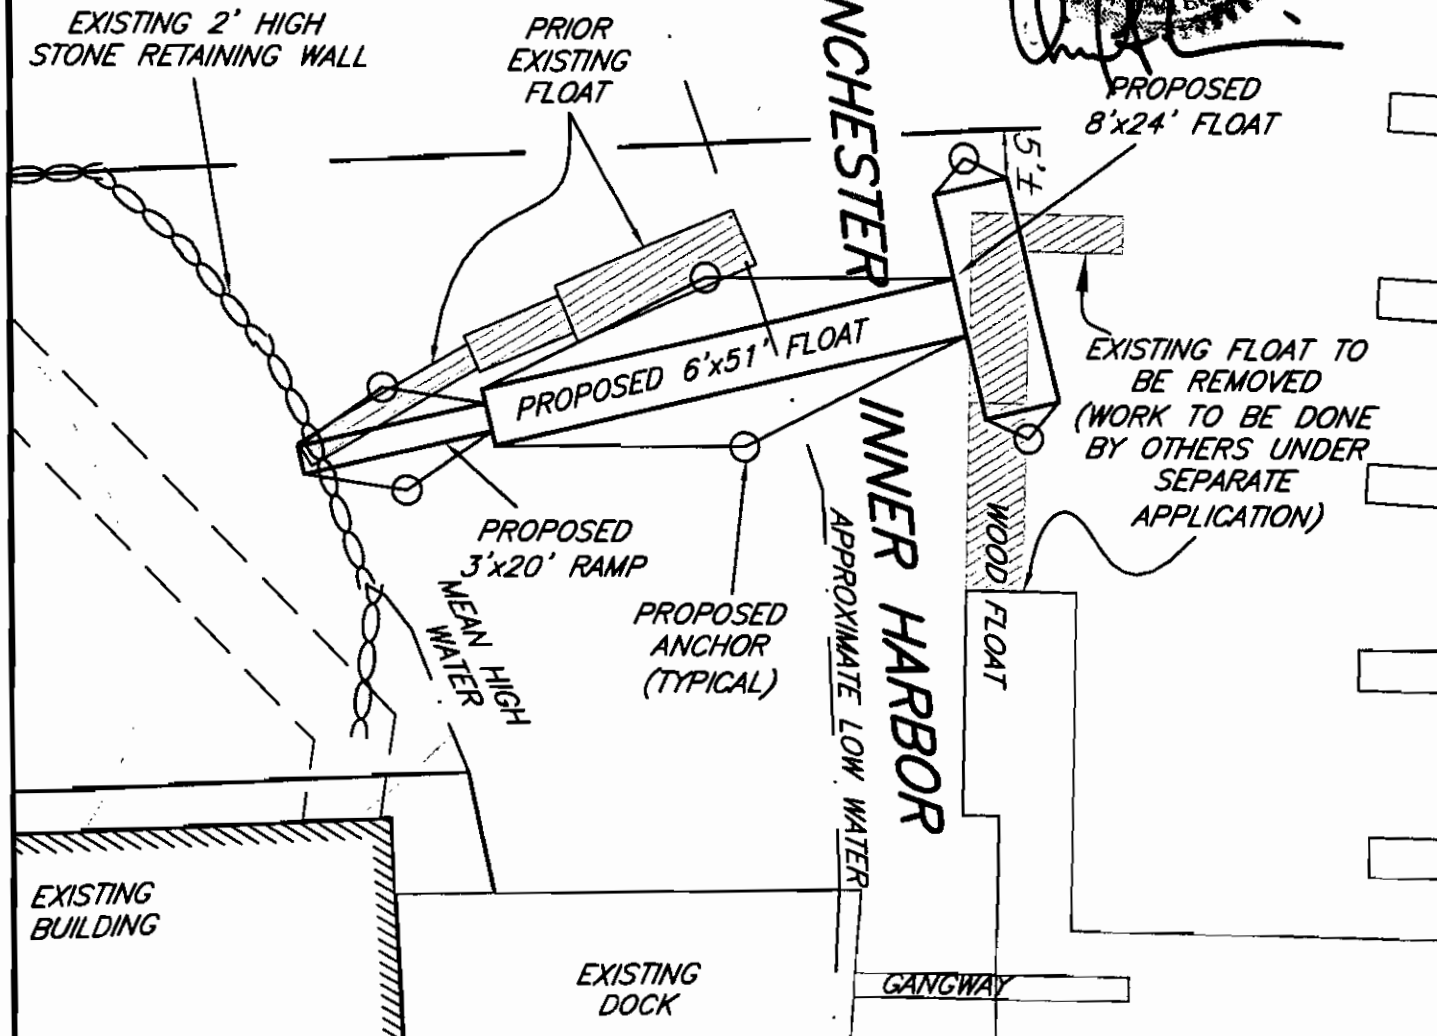 EXISTING 2' HIGH
STONE RETAINING WALL
PRIOR
EXISTING
FLOAT
NCHESTER
INNER HARBOR
PROPOSED
8'x24' FLOAT
5'±
PROPOSED 6'x51' FLOAT
EXISTING FLOAT TO
BE REMOVED
(WORK TO BE DONE
BY OTHERS UNDER
SEPARATE
APPLICATION)
PROPOSED
3'x20' RAMP
MEAN HIGH
WATER
PROPOSED
ANCHOR
(TYPICAL)
APPROXIMATE LOW WATER
WOOD FLOAT
EXISTING
BUILDING
EXISTING
DOCK
GANGWAY